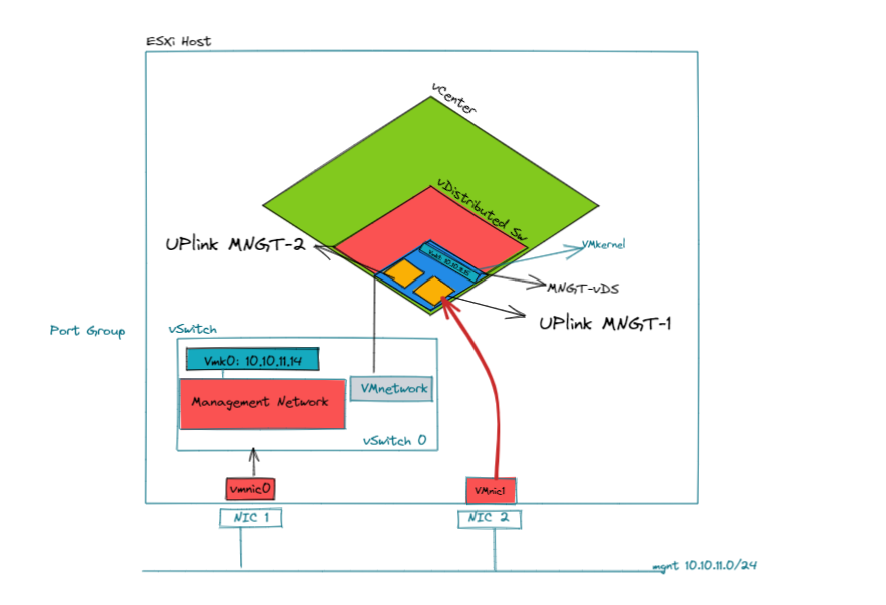 ESXi Host
vCenter
vDistributed Sw
UPlink MNGT-2
VMkernel
MNGT-vDS
UPlink MNGT-1
Port Group
vSwitch
Vmk0: 10.10.11.14
VMnetwork
Management Network
vSwitch 0
vmnic0
VMnic1
NIC 1
NIC 2
mgnt 10.10.11.0/24